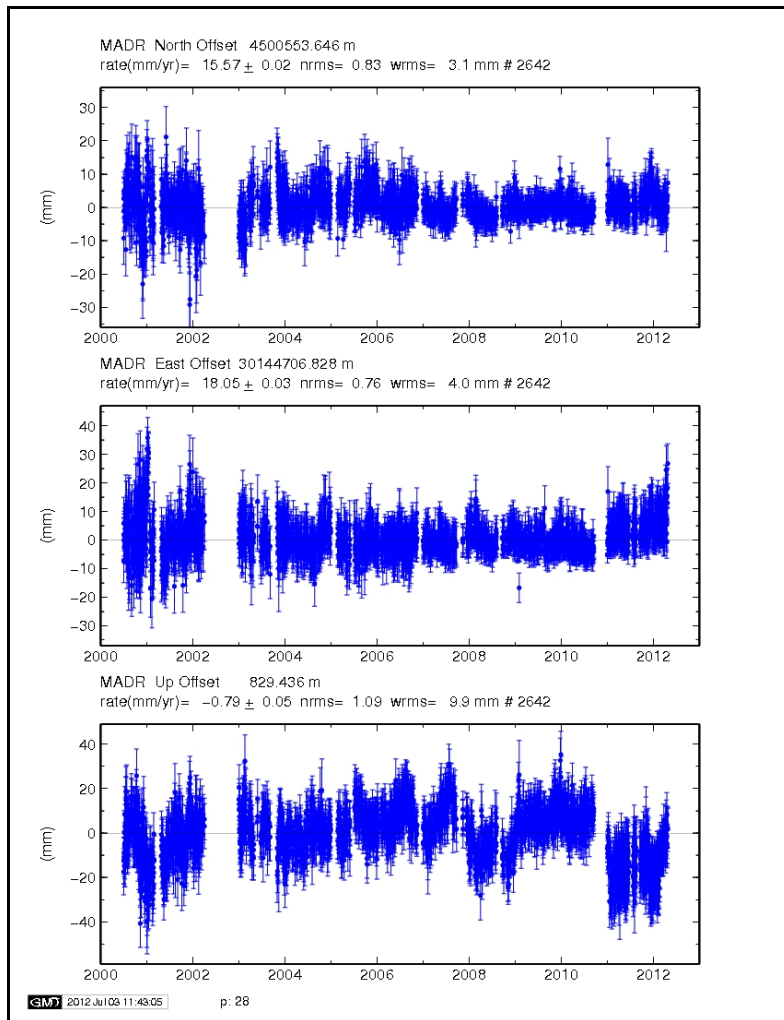 MADR North Offset 4500553.646 m
rate(mm/yr)= 15.57 ± 0.02 nrms= 0.83 wrms= 3.1 mm # 2642
30
20
10
0
−10
−20
−30
(mm)
2000 2002 2004 2006 2008 2010 2012
MADR East Offset 30144706.828 m
rate(mm/yr)= 18.05 ± 0.03 nrms= 0.76 wrms= 4.0 mm # 2642
40
30
20
10
0
−10
−20
−30
(mm)
2000 2002 2004 2006 2008 2010 2012
MADR Up Offset 829.436 m
rate(mm/yr)= −0.79 ± 0.05 nrms= 1.09 wrms= 9.9 mm # 2642
40
20
0
−20
−40
(mm)
2000 2002 2004 2006 2008 2010 2012
GMT 2012 Jul 03 11:43:05 p: 28